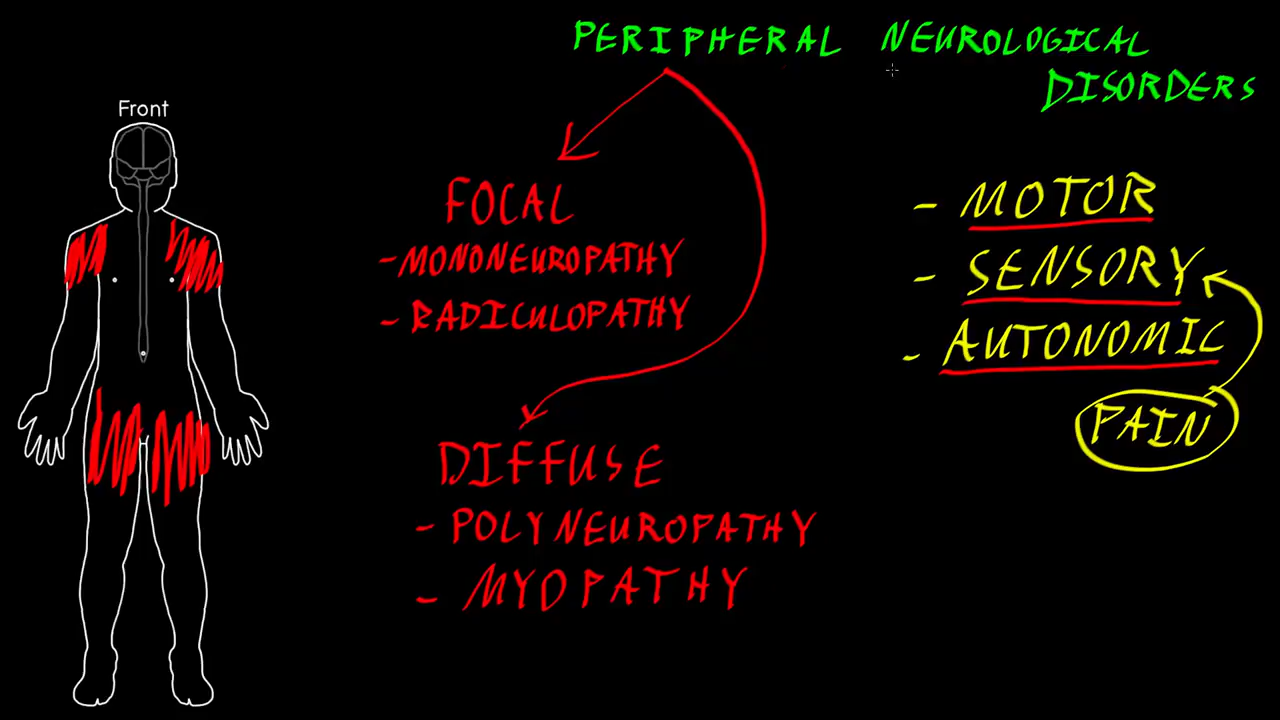 PERIPHERAL NEUROLOGICAL
DISORDERS
Front
FOCAL
- MONONEUROPATHY
- RADICULOPATHY
DIFFUSE
- POLYNEUROPATHY
- MYOPATHY
- MOTOR
- SENSORY
- AUTONOMIC
PAIN